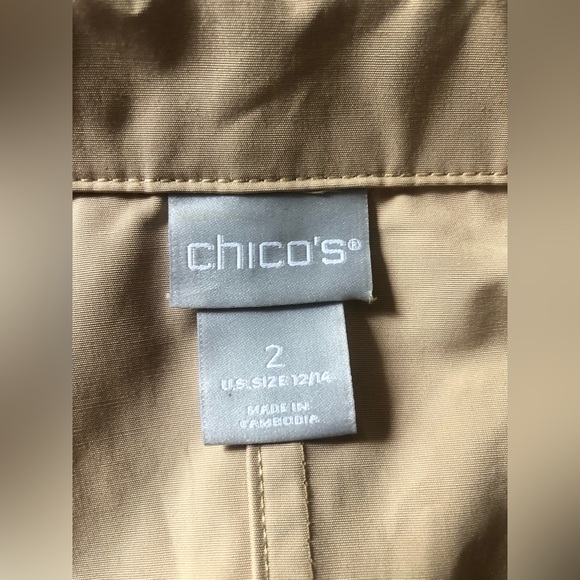 chico's®
2
U.S. SIZE 12/14
MADE IN
CAMBODIA